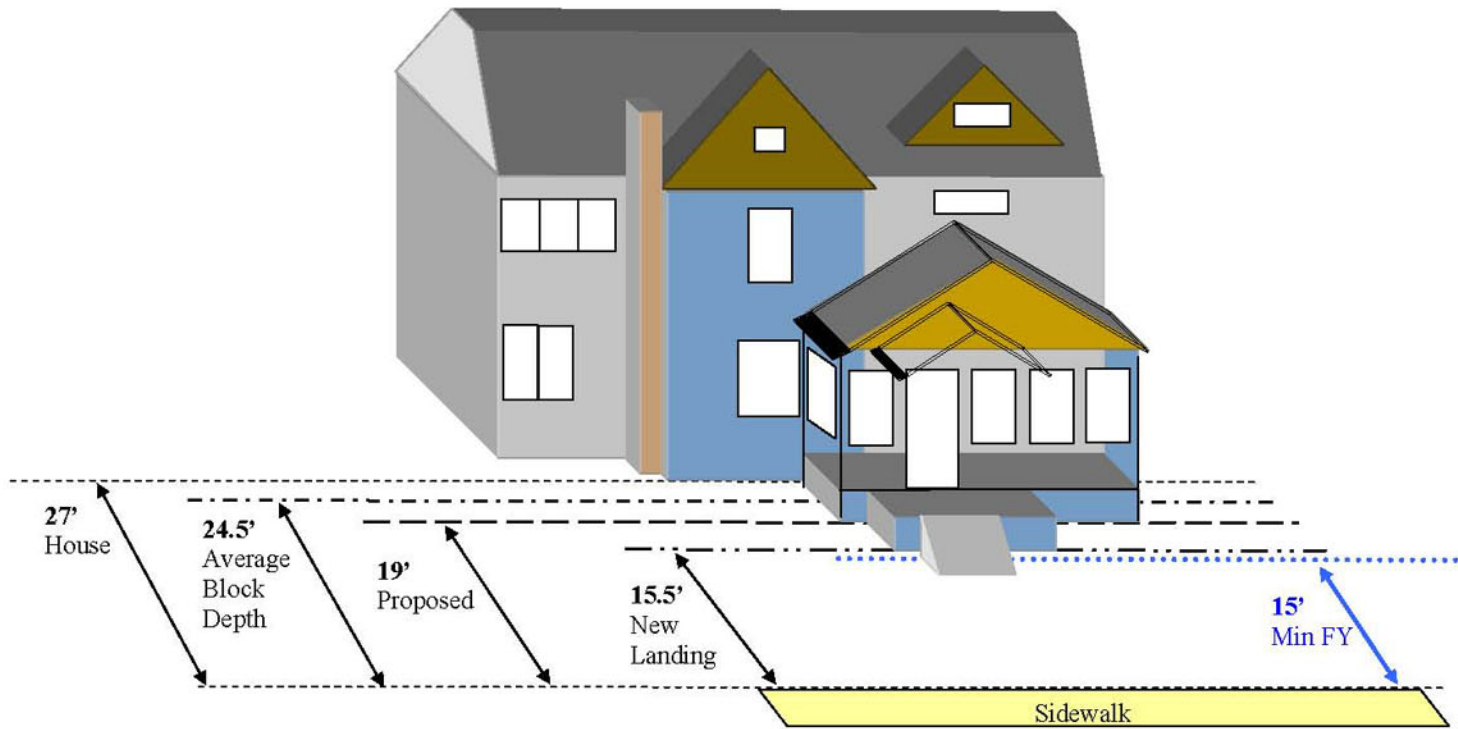 27’
House
24.5’
Average
Block
Depth
19’
Proposed
15.5’
New
Landing
15’
Min FY
Sidewalk